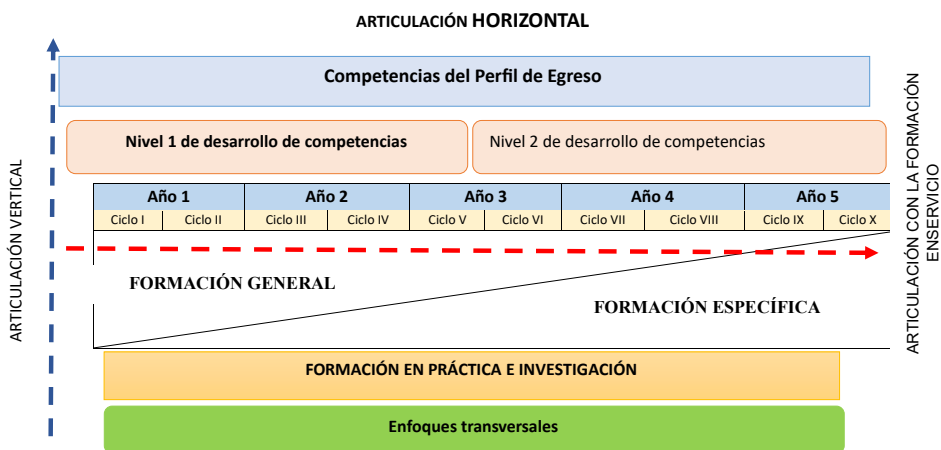 ARTICULACIÓN HORIZONTAL
Competencias del Perfil de Egreso
Nivel 1 de desarrollo de competencias
Nivel 2 de desarrollo de competencias
Año 1 Año 2 Año 3 Año 4 Año 5
Ciclo I Ciclo II Ciclo III Ciclo IV Ciclo V Ciclo VI Ciclo VII Ciclo VIII Ciclo IX Ciclo X
FORMACIÓN GENERAL
FORMACIÓN ESPECÍFICA
FORMACIÓN EN PRÁCTICA E INVESTIGACIÓN
Enfoques transversales
ARTICULACIÓN VERTICAL
ARTICULACIÓN CON LA FORMACIÓN
ENSERVICIO